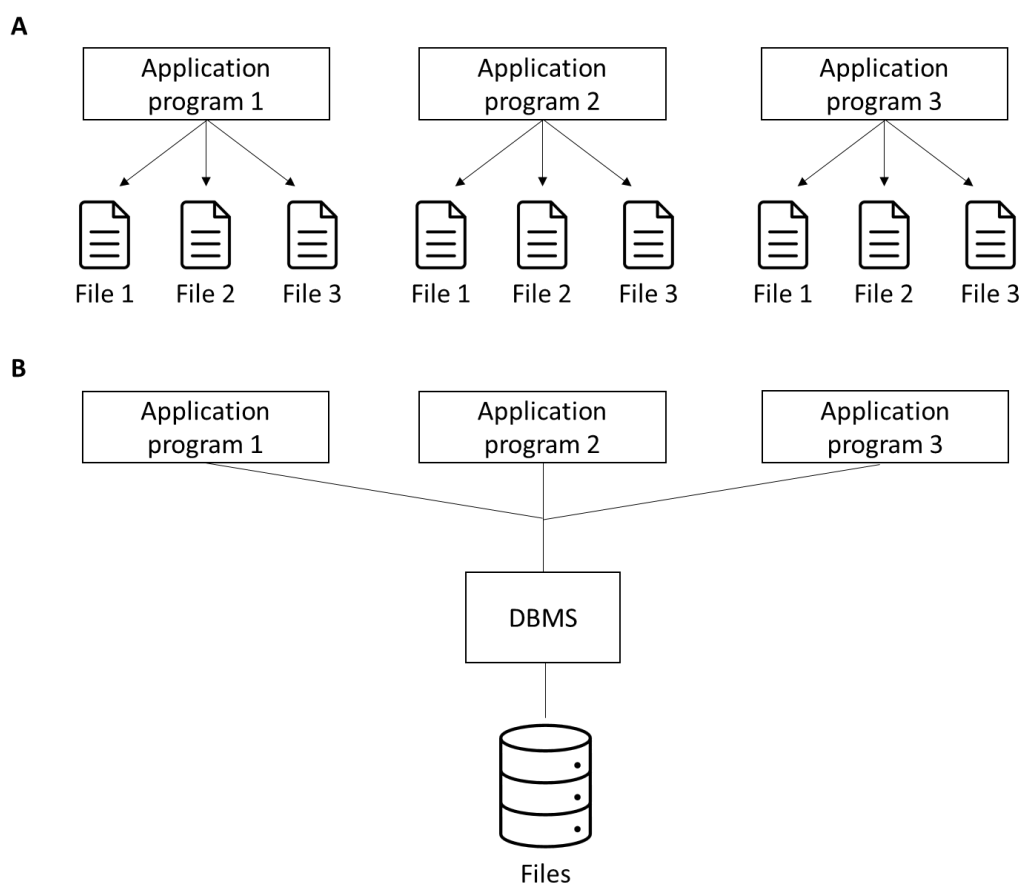 A
Application
program 1
Application
program 2
Application
program 3
File 1
File 2
File 3
File 1
File 2
File 3
File 1
File 2
File 3
B
Application
program 1
Application
program 2
Application
program 3
DBMS
Files